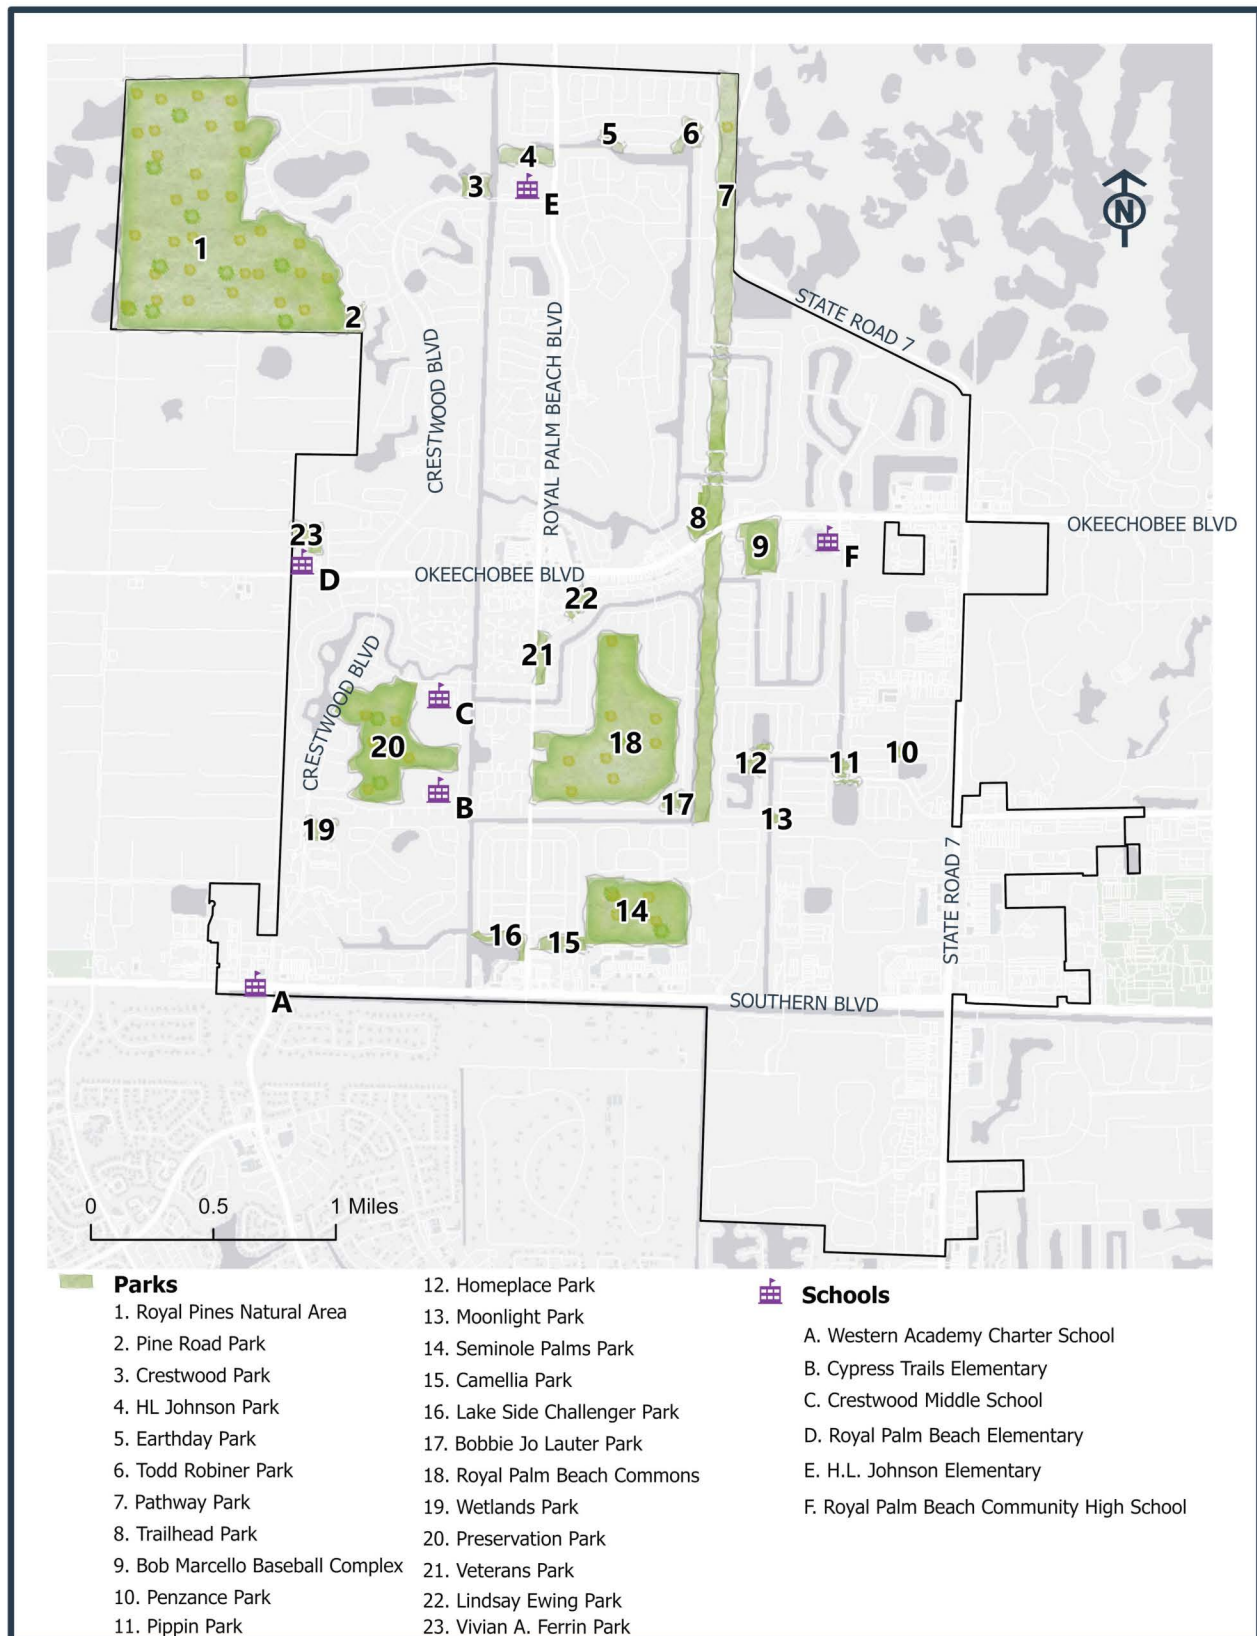 5
6
4
3
7
E
N
1
2
STATE ROAD 7
CRESTWOOD BLVD
ROYAL PALM BEACH BLVD
8
OKEECHOBEE BLVD
23
9
F
D
OKEECHOBEE BLVD
22
21
CRESTWOOD BLVD
C
20
18
12
11
10
B
17
13
19
STATE ROAD 7
14
16
15
A
SOUTHERN BLVD
0 0.5 1 Miles
Parks
1. Royal Pines Natural Area
2. Pine Road Park
3. Crestwood Park
4. HL Johnson Park
5. Earthday Park
6. Todd Robiner Park
7. Pathway Park
8. Trailhead Park
9. Bob Marcello Baseball Complex
10. Penzance Park
11. Pippin Park
12. Homeplace Park
13. Moonlight Park
14. Seminole Palms Park
15. Camellia Park
16. Lake Side Challenger Park
17. Bobbie Jo Lauter Park
18. Royal Palm Beach Commons
19. Wetlands Park
20. Preservation Park
21. Veterans Park
22. Lindsay Ewing Park
23. Vivian A. Ferrin Park
Schools
A. Western Academy Charter School
B. Cypress Trails Elementary
C. Crestwood Middle School
D. Royal Palm Beach Elementary
E. H.L. Johnson Elementary
F. Royal Palm Beach Community High School